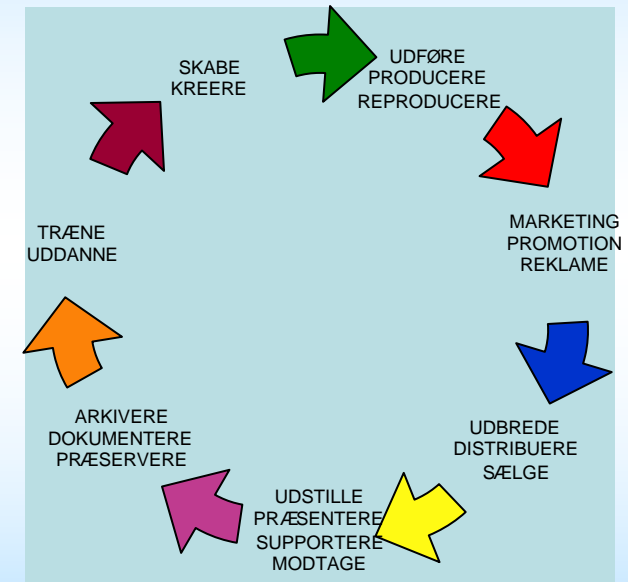 SKABE
KREERE
UDFØRE
PRODUCERE
REPRODUCERE
MARKETING
PROMOTION
REKLAME
UDBREDE
DISTRIBUERE
SÆLGE
UDSTILLE
PRÆSENTERE
SUPPORTERE
MODTAGE
ARKIVERE
DOKUMENTERE
PRÆSERVERE
TRÆNE
UDDANNE